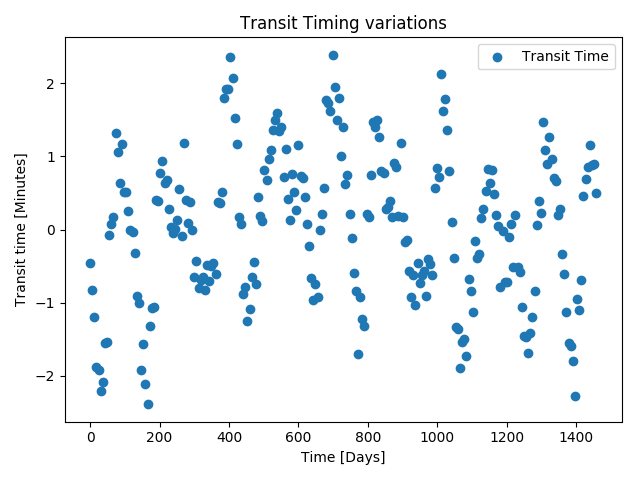 Transit Timing variations
Transit Time
Transit time [Minutes]
2
1
0
−1
−2
0 200 400 600 800 1000 1200 1400
Time [Days]